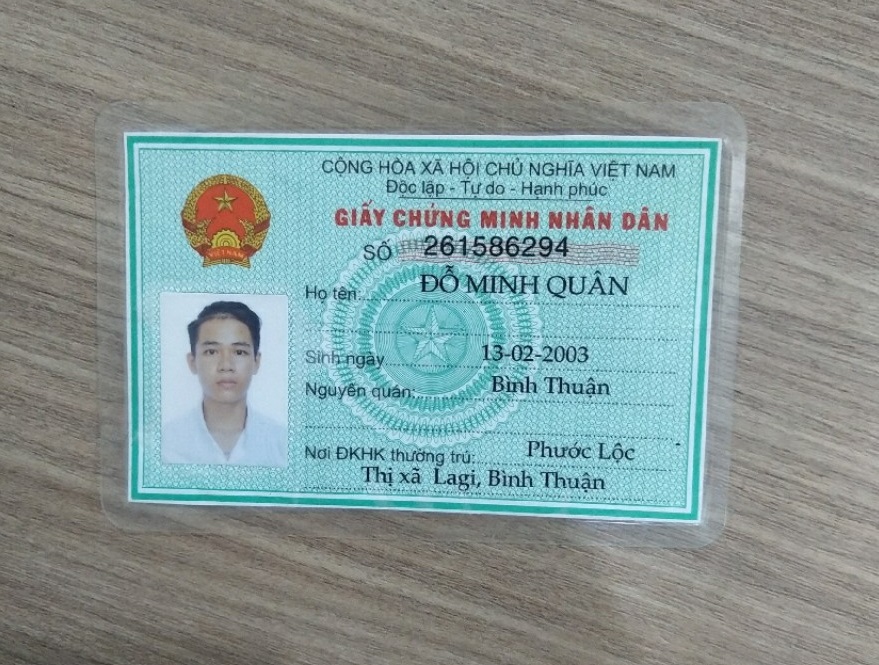 CỘNG HÒA XÃ HỘI CHỦ NGHĨA VIỆT NAM
Độc lập - Tự do - Hạnh phúc
GIẤY CHỨNG MINH NHÂN DÂN
SỐ 261586294
Họ tên: ĐỖ MINH QUÂN
Sinh ngày 13-02-2003
Nguyên quán: Bình Thuận
Nơi ĐKHK thường trú: Phước Lộc
Thị xã Lagi, Bình Thuận
VIỆT NAM